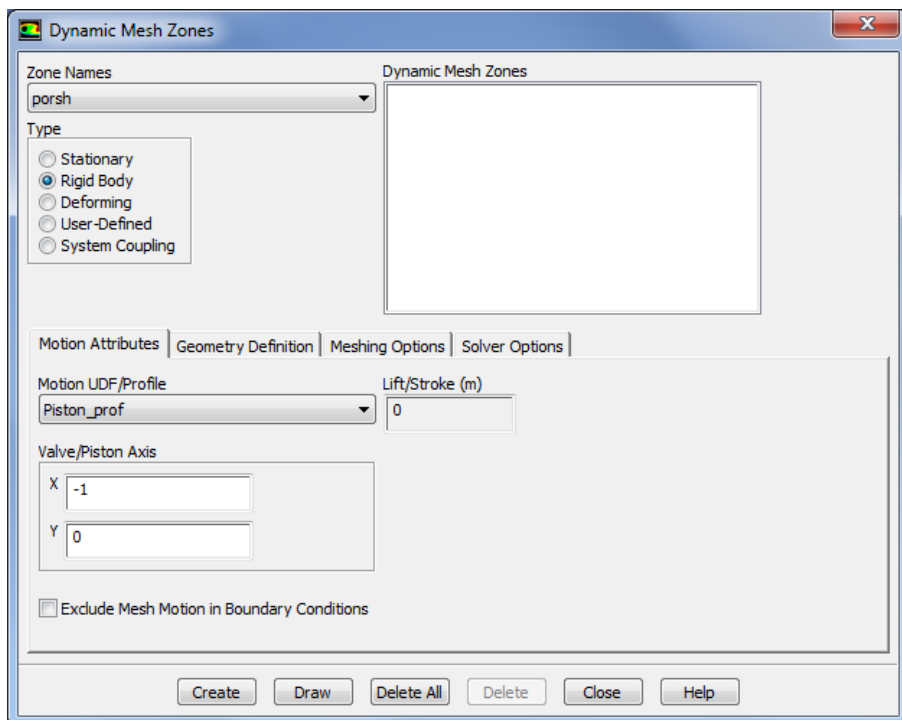 Dynamic Mesh Zones
Zone Names
porsh
Dynamic Mesh Zones
Type
Stationary
Rigid Body
Deforming
User-Defined
System Coupling
Motion Attributes Geometry Definition Meshing Options Solver Options
Motion UDF/Profile
Piston_prof
Lift/Stroke (m)
0
Valve/Piston Axis
X -1
Y 0
Exclude Mesh Motion in Boundary Conditions
Create Draw Delete All Delete Close Help